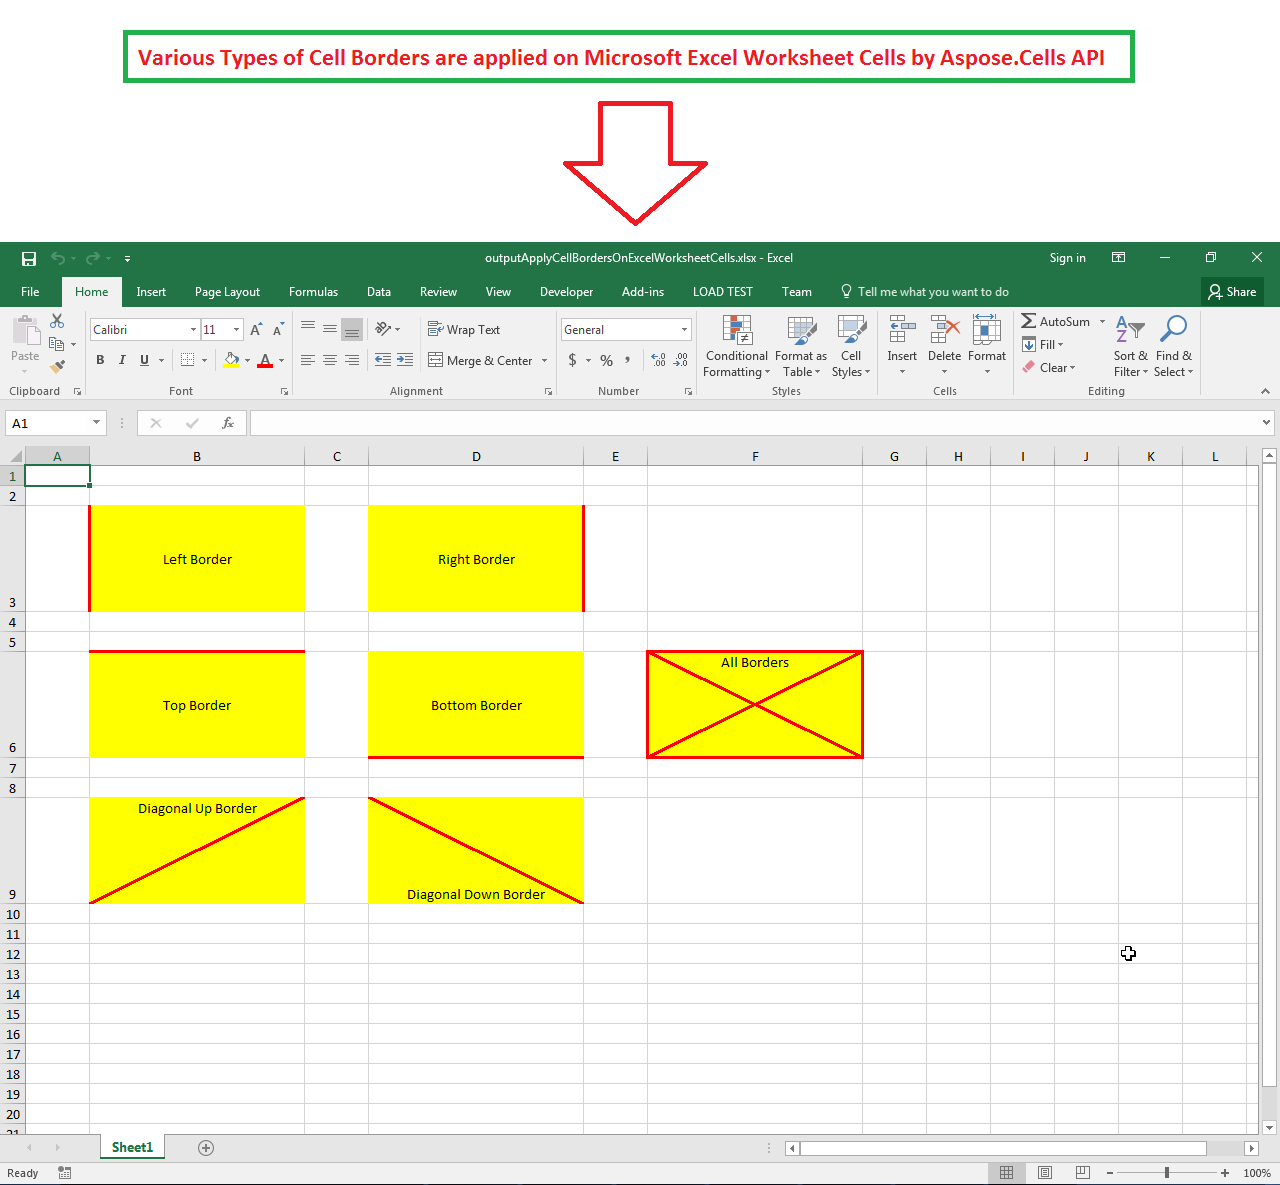 Various Types of Cell Borders are applied on Microsoft Excel Worksheet Cells by Aspose.Cells API
outputApplyCellBordersOnExcelWorksheetCells.xlsx - Excel
Sign in
File Home Insert Page Layout Formulas Data Review View Developer Add-ins LOAD TEST Team Tell me what you want to do Share
Paste
Clipboard
Calibri 11 A A
B I U A
Font
Wrap Text
Merge & Center
Alignment
General
$ % , .0 .00 .00 .0
Number
Conditional Formatting
Format as Table
Cell Styles
Styles
Insert Delete Format
Cells
AutoSum
Fill
Clear
Sort & Filter
Find & Select
Editing
A1 fx
A B C D E F G H I J K L
1
2
3 Left Border Right Border
4
5
6 Top Border Bottom Border All Borders
7
8
9 Diagonal Up Border Diagonal Down Border
10
11
12
13
14
15
16
17
18
19
20
21
Sheet1
Ready 100%